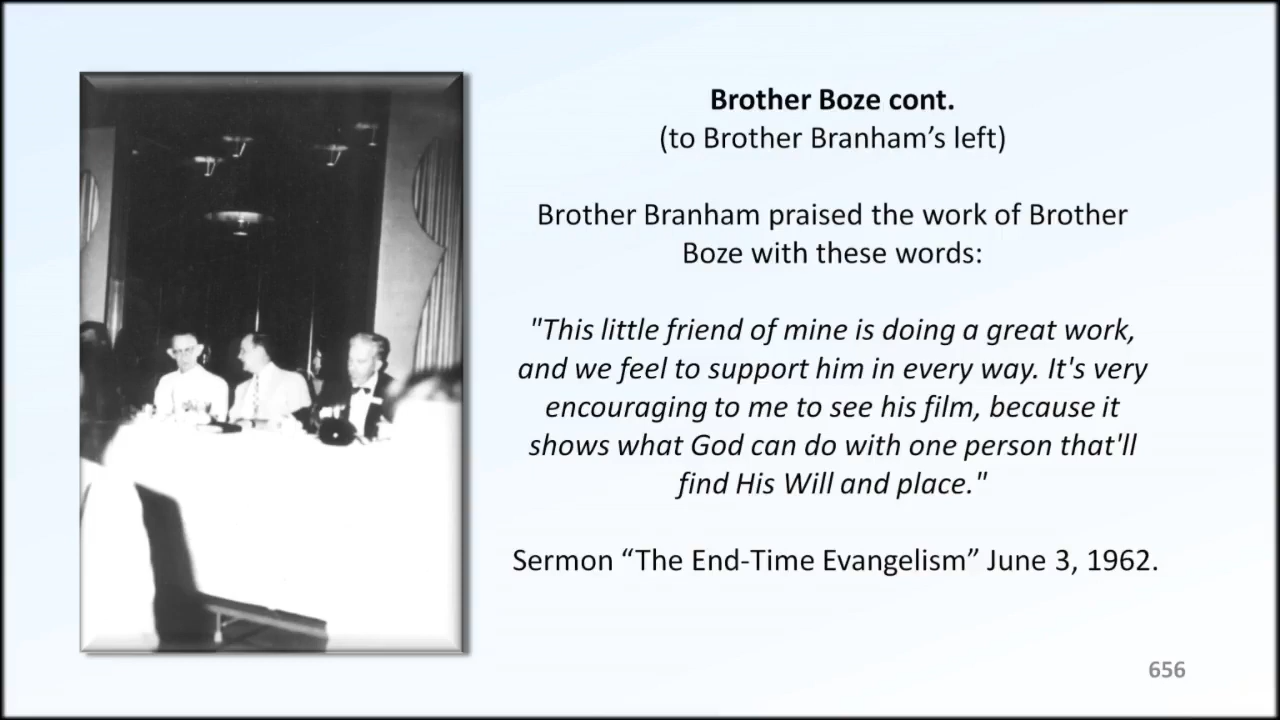 Brother Boze cont.
(to Brother Branham’s left)
Brother Branham praised the work of Brother
Boze with these words:
"This little friend of mine is doing a great work,
and we feel to support him in every way. It's very
encouraging to me to see his film, because it
shows what God can do with one person that'll
find His Will and place."
Sermon “The End-Time Evangelism” June 3, 1962.
656